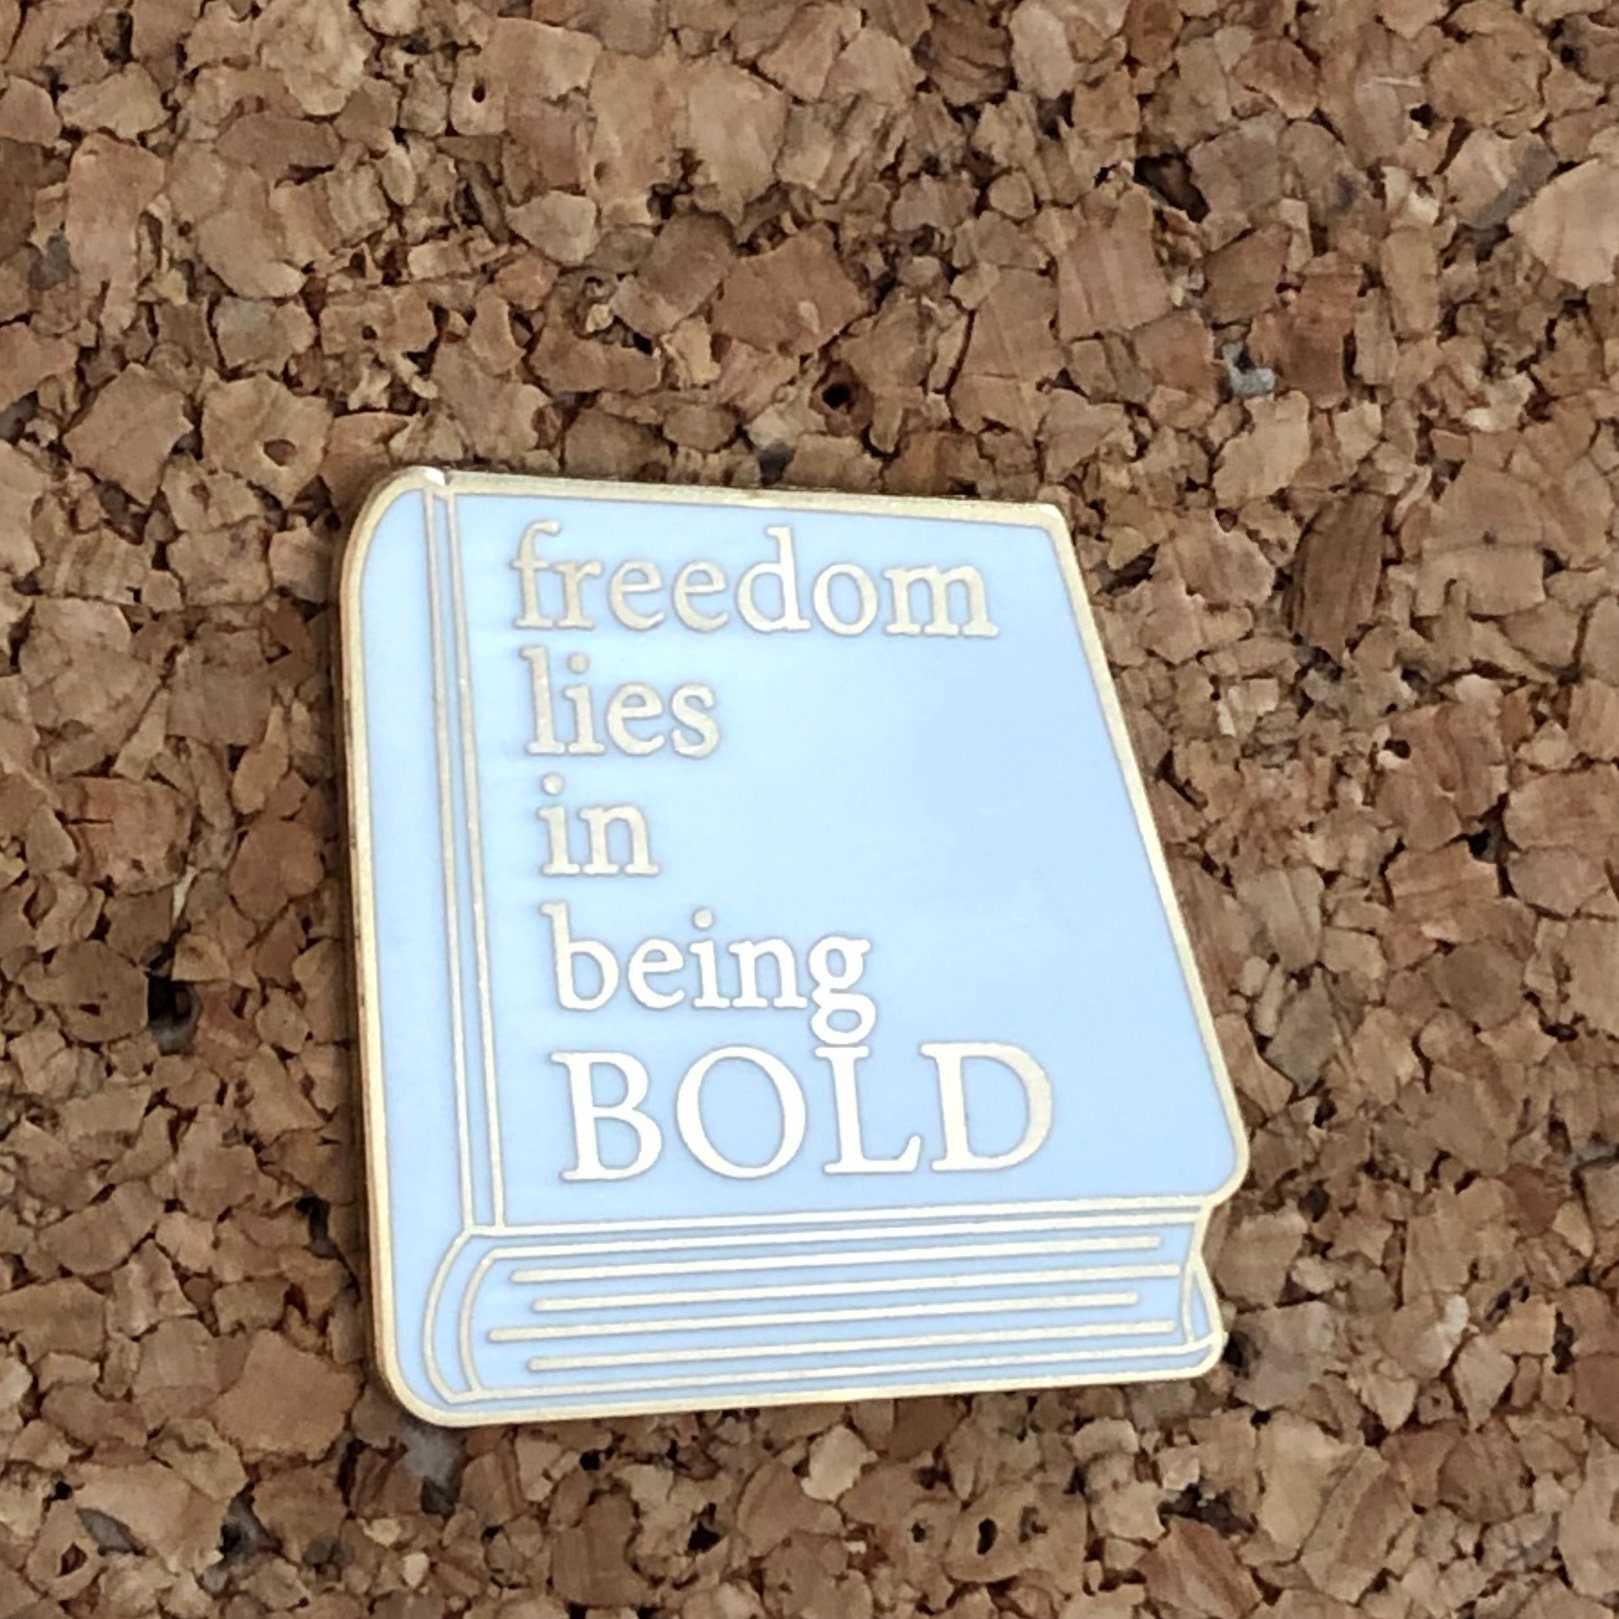 freedom
lies
in
being
BOLD